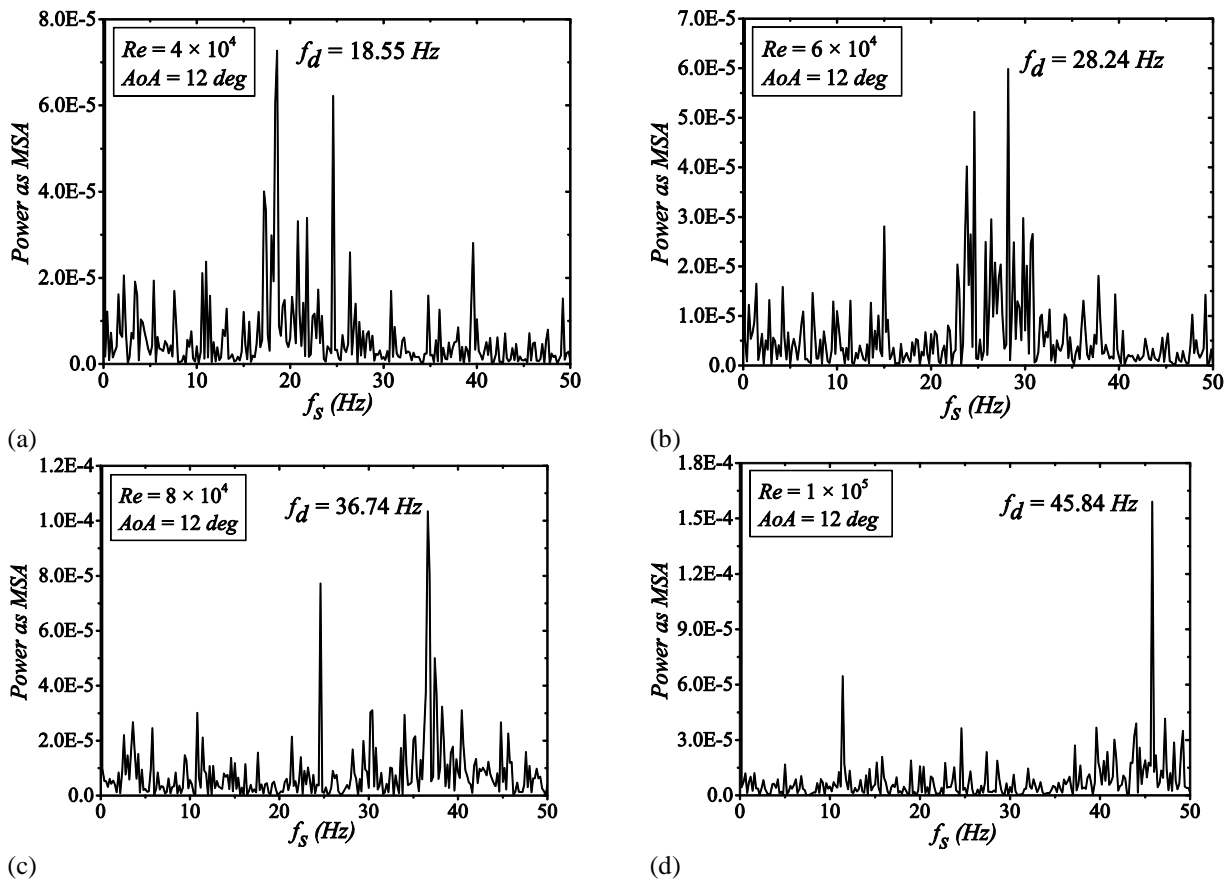 Re = 4 × 10⁴
AoA = 12 deg
f_d = 18.55 Hz
Power as MSA
8.0E-5
6.0E-5
4.0E-5
2.0E-5
0.0
0 10 20 30 40 50
f_s (Hz)
(a)
Re = 6 × 10⁴
AoA = 12 deg
f_d = 28.24 Hz
Power as MSA
7.0E-5
6.0E-5
5.0E-5
4.0E-5
3.0E-5
2.0E-5
1.0E-5
0.0
0 10 20 30 40 50
f_s (Hz)
(b)
Re = 8 × 10⁴
AoA = 12 deg
f_d = 36.74 Hz
Power as MSA
1.2E-4
1.0E-4
8.0E-5
6.0E-5
4.0E-5
2.0E-5
0.0
0 10 20 30 40 50
f_s (Hz)
(c)
Re = 1 × 10⁵
AoA = 12 deg
f_d = 45.84 Hz
Power as MSA
1.8E-4
1.5E-4
1.2E-4
9.0E-5
6.0E-5
3.0E-5
0.0
0 10 20 30 40 50
f_s (Hz)
(d)